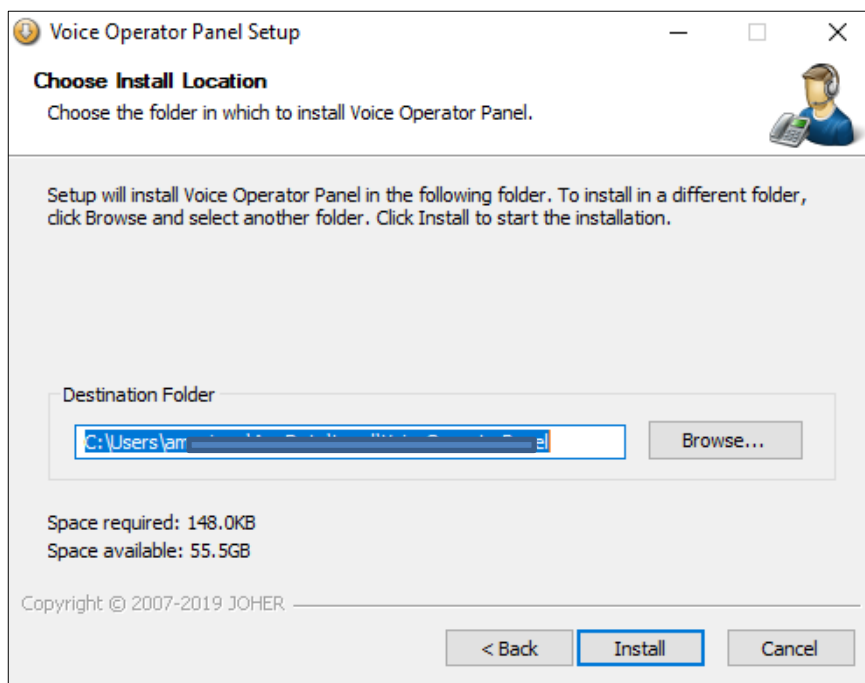 Voice Operator Panel Setup
Choose Install Location
Choose the folder in which to install Voice Operator Panel.
Setup will install Voice Operator Panel in the following folder. To install in a different folder,
click Browse and select another folder. Click Install to start the installation.
Destination Folder
C:\Users\am
Browse...
Space required: 148.0KB
Space available: 55.5GB
Copyright © 2007-2019 JOHER
< Back
Install
Cancel